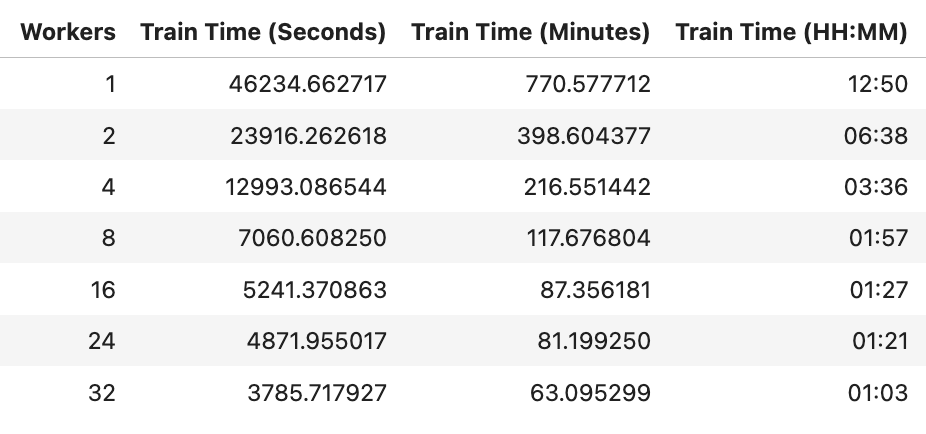 Workers Train Time (Seconds) Train Time (Minutes) Train Time (HH:MM)
1 46234.662717 770.577712 12:50
2 23916.262618 398.604377 06:38
4 12993.086544 216.551442 03:36
8 7060.608250 117.676804 01:57
16 5241.370863 87.356181 01:27
24 4871.955017 81.199250 01:21
32 3785.717927 63.095299 01:03